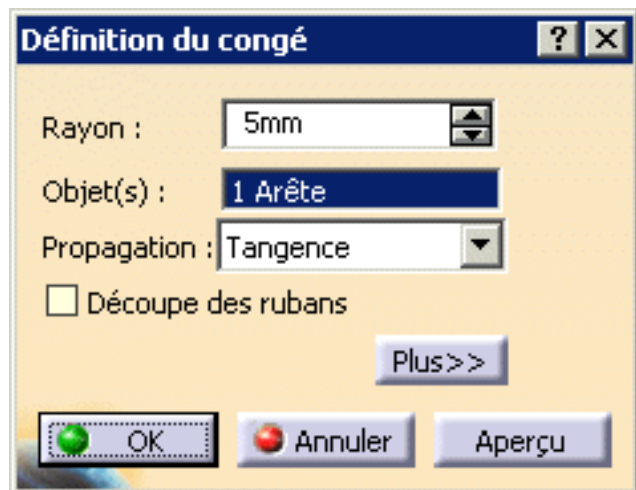 Définition du congé ?
Rayon : 5mm
Objet(s) : 1 Arête
Propagation : Tangence
Découpe des rubans
Plus>>
OK Annuler Aperçu